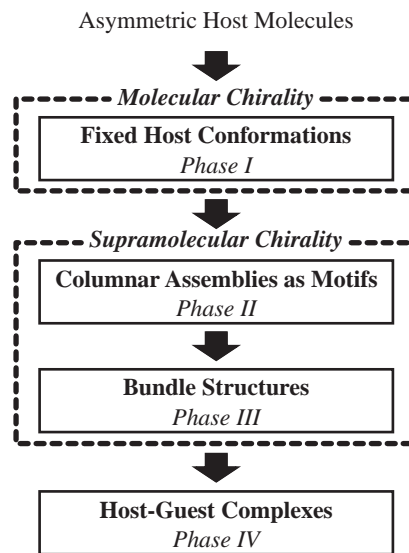 Asymmetric Host Molecules
Molecular Chirality
Fixed Host Conformations
Phase I
Supramolecular Chirality
Columnar Assemblies as Motifs
Phase II
Bundle Structures
Phase III
Host-Guest Complexes
Phase IV